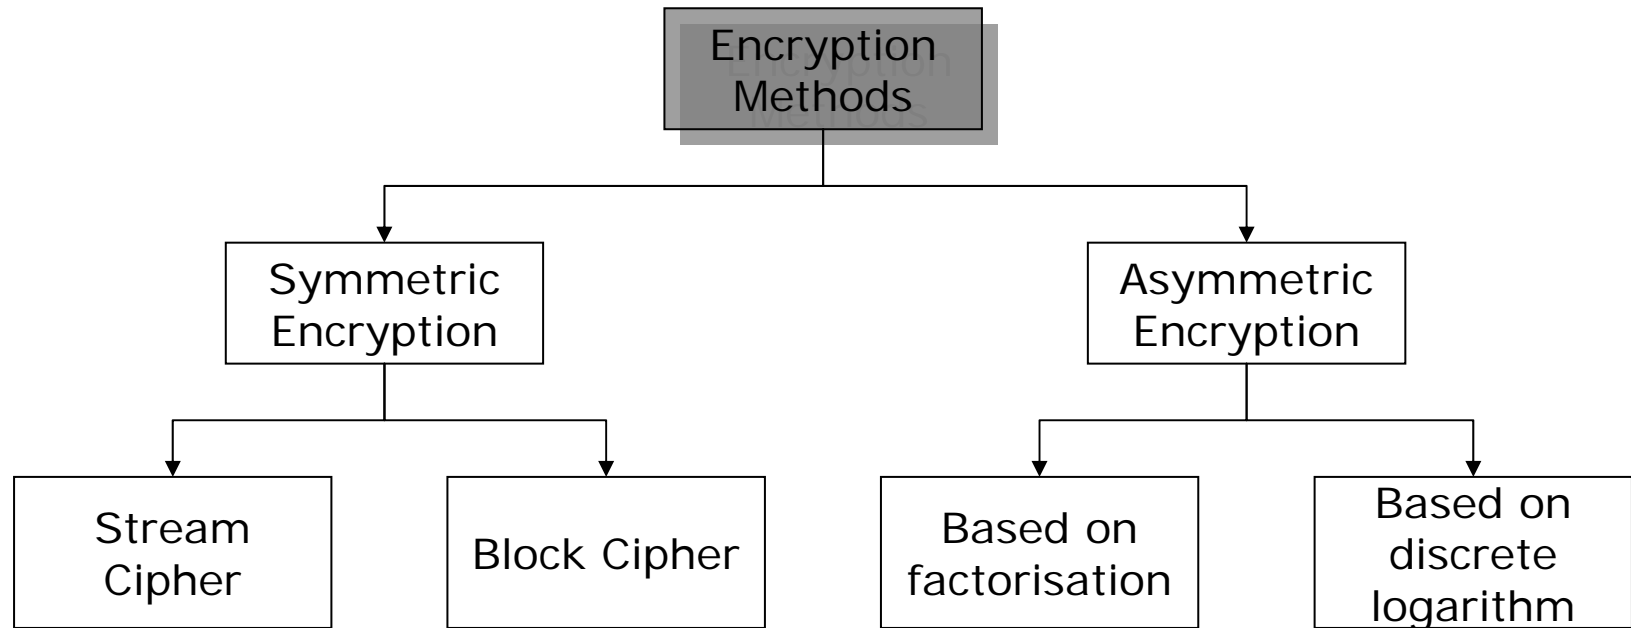 Encryption
Methods
Symmetric
Encryption
Asymmetric
Encryption
Stream
Cipher
Block Cipher
Based on
factorisation
Based on
discrete
logarithm